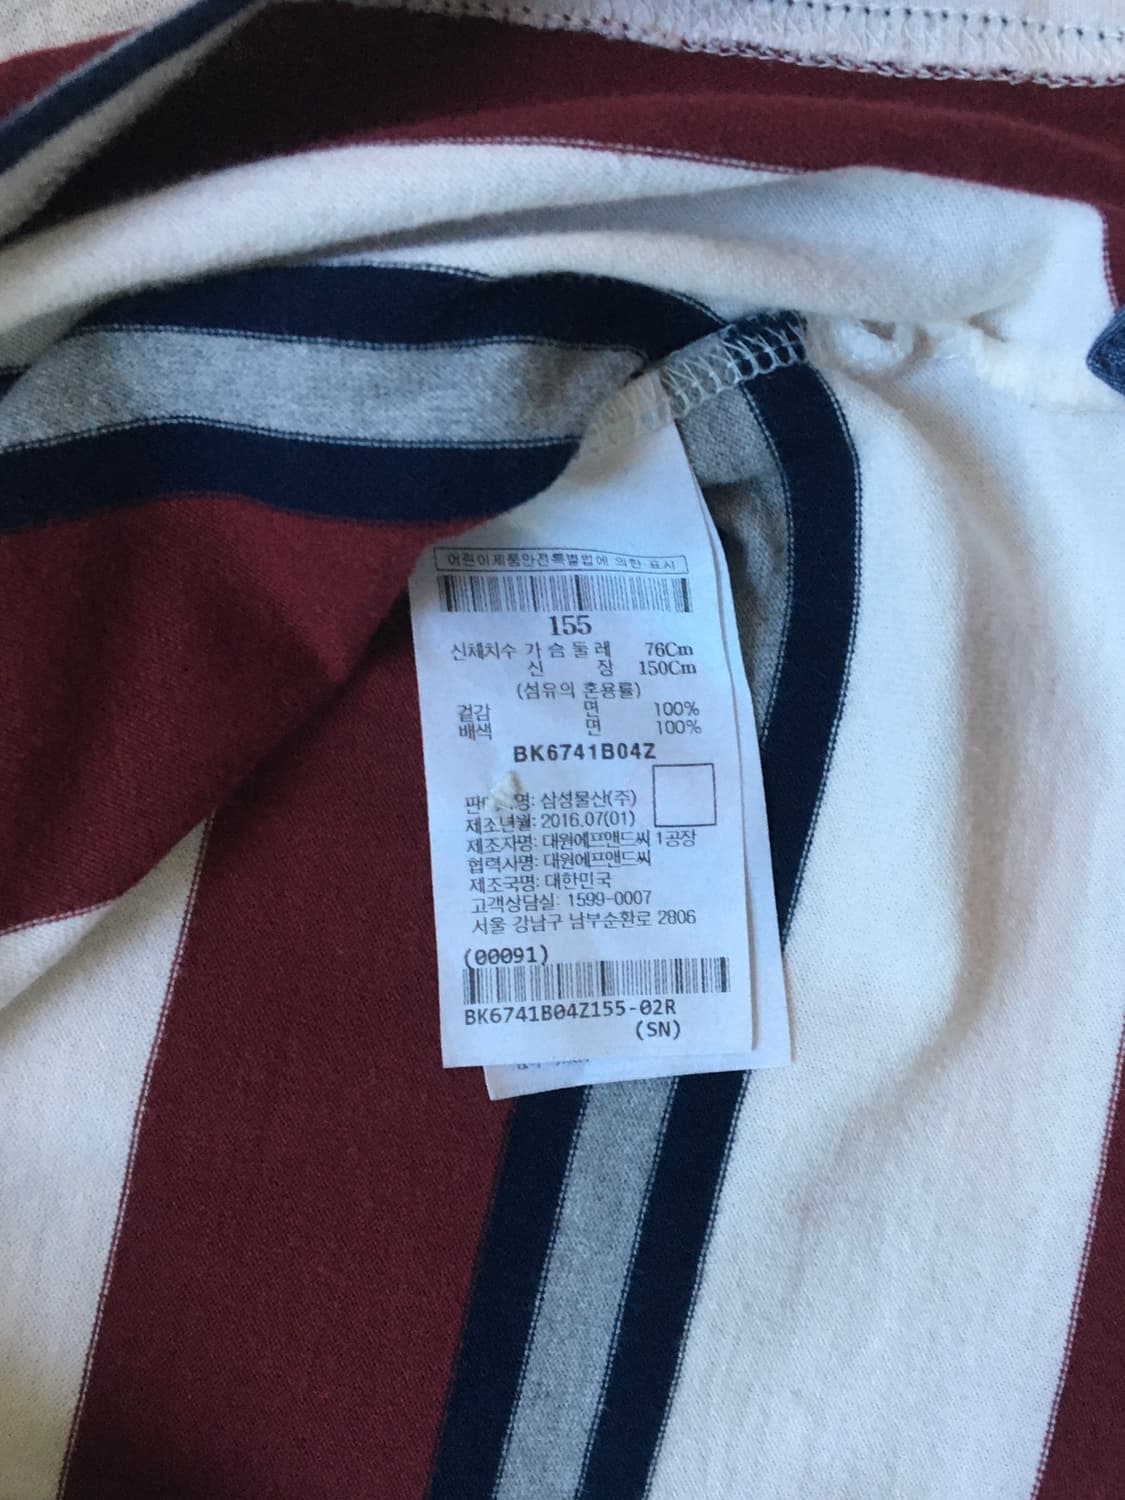 어린이제품안전특별법에 의한 표시
155
신체치수 가슴둘레 76Cm
신장 150Cm
(섬유의 혼용률)
겉감 면 100%
배색 면 100%
BK6741B04Z
삼성물산(주)
제조년월: 2016.07(01)
제조자명: 대원에프앤드씨 1공장
협력사명: 대원에프앤드씨
제조국명: 대한민국
고객상담실: 1599-0007
서울 강남구 남부순환로 2806
(00091)
BK6741B04Z155-02R
(SN)